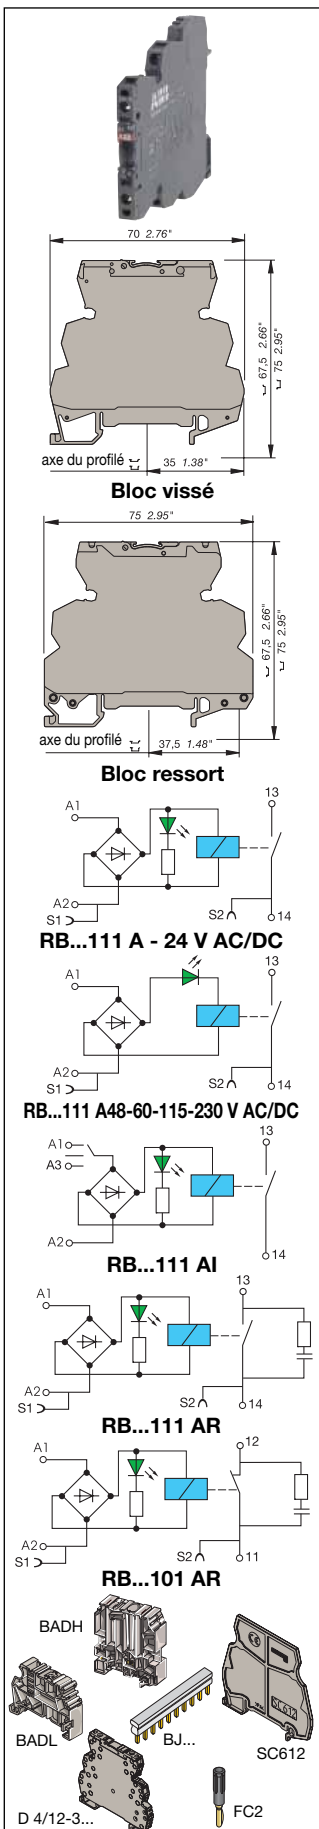 ABB
70 2.76"
67,5 2.66"
75 2.95"
axe du profilé
35 1.38"
Bloc vissé
75 2.95"
67,5 2.66"
75 2.95"
axe du profilé
37,5 1.48"
Bloc ressort
A1
13
A2
S1
S2
14
RB...111 A - 24 V AC/DC
A1
13
A2
S1
S2
14
RB...111 A48-60-115-230 V AC/DC
A1
A3
13
A2
14
RB...111 AI
A1
13
A2
S1
S2
14
RB...111 AR
A1
12
A2
S1
S2
11
RB...101 AR
BADH
BADL
BJ...
SC612
SC612
D 4/12-3...
FC2